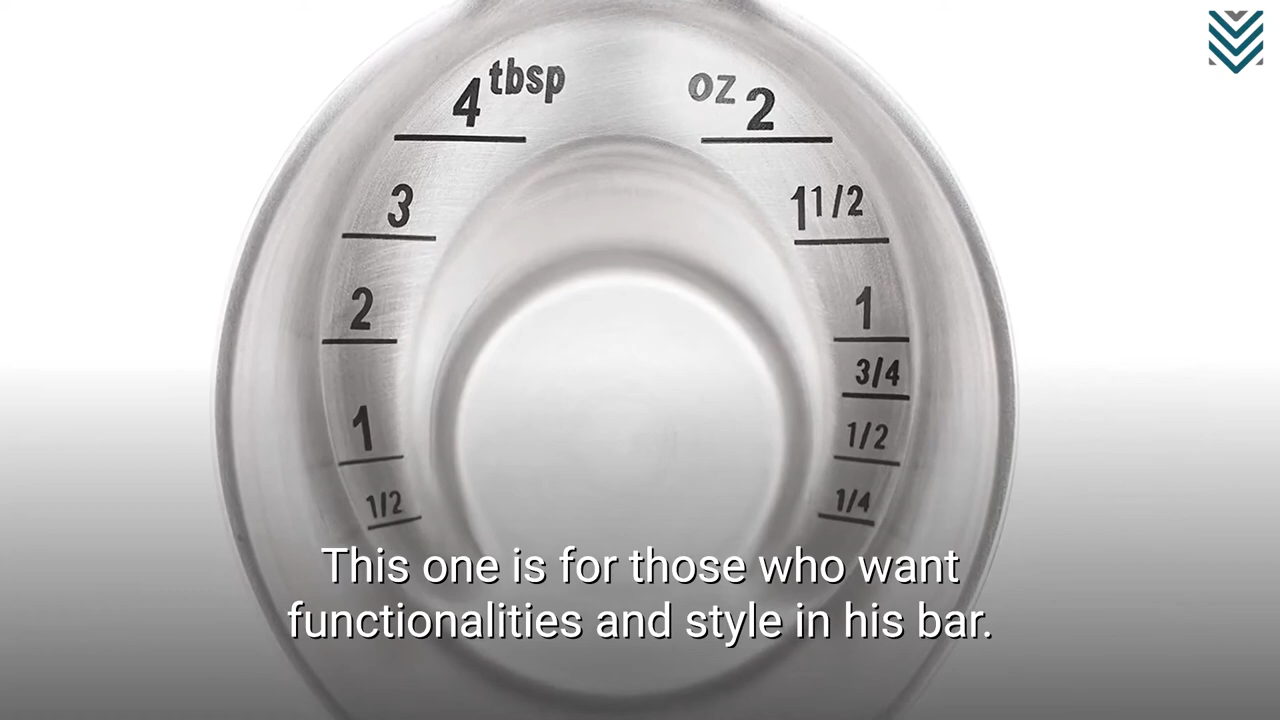 4 tbsp
oz 2
3
1 1/2
2
1
3/4
1
1/2
1/2
1/4
This one is for those who want
functionalities and style in his bar.